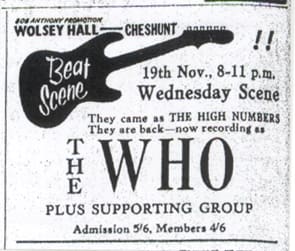 BOB ANTHONY PROMOTION
WOLSEY HALL — CHESHUNT
Beat Scene
!!
19th Nov., 8-11 p.m.
Wednesday Scene
They came as THE HIGH NUMBERS
They are back—now recording as
THE WHO
PLUS SUPPORTING GROUP
Admission 5/6, Members 4/6